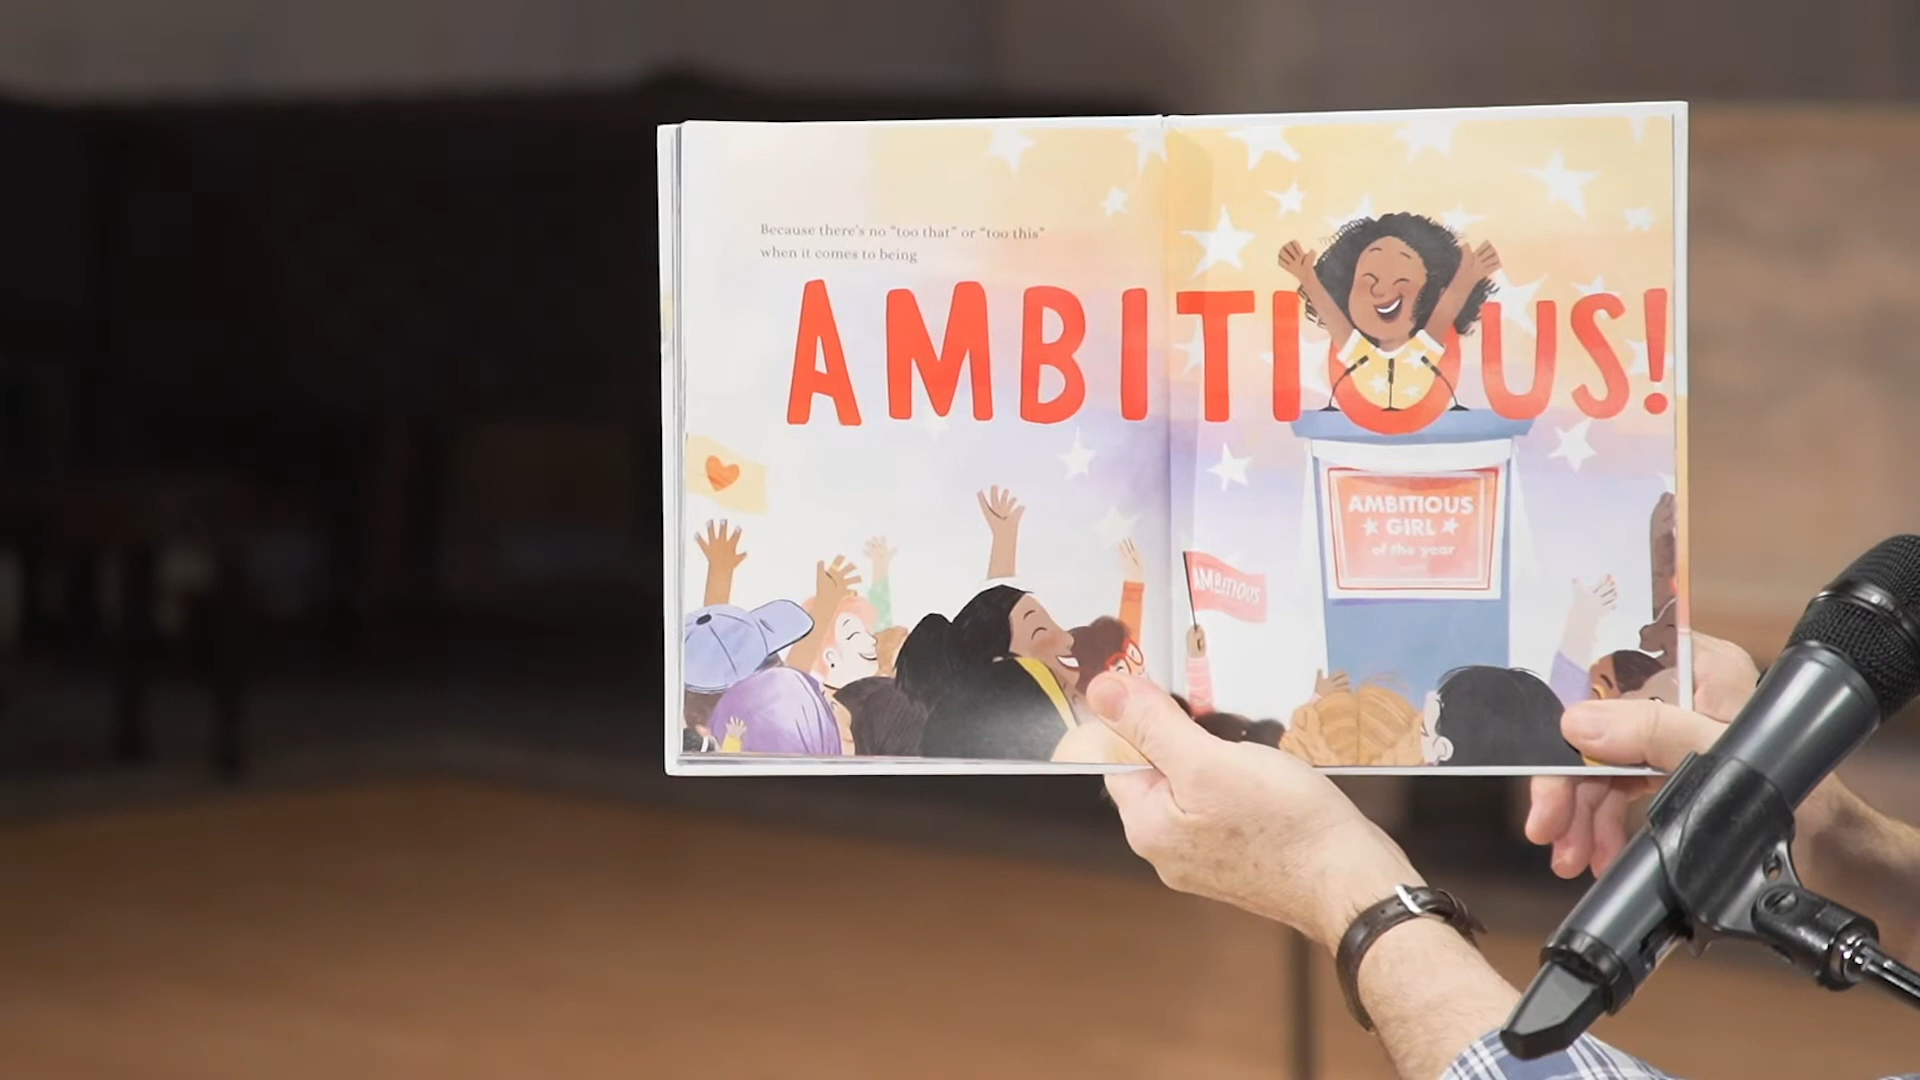 Because there's no “too that” or “too this”
when it comes to being
AMBITIOUS!
AMBITIOUS
GIRL
of the year
AMBITIOUS